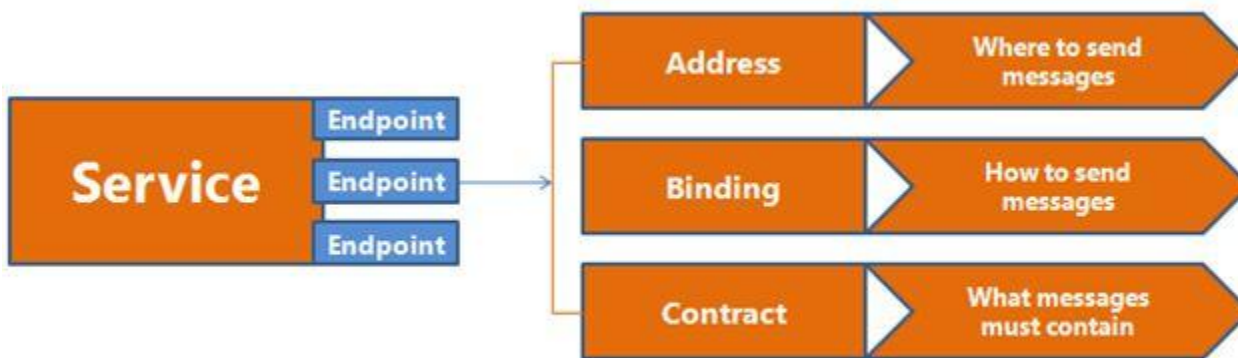 Service
Endpoint
Endpoint
Endpoint
Address
Where to send
messages
Binding
How to send
messages
Contract
What messages
must contain